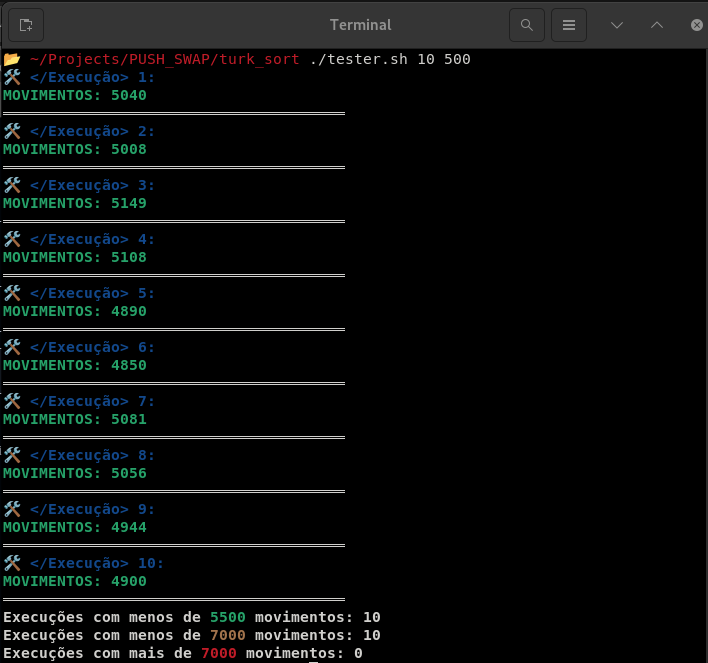 Terminal
~/Projects/PUSH_SWAP/turk_sort ./tester.sh 10 500
</Execução> 1:
MOVIMENTOS: 5040
</Execução> 2:
MOVIMENTOS: 5008
</Execução> 3:
MOVIMENTOS: 5149
</Execução> 4:
MOVIMENTOS: 5108
</Execução> 5:
MOVIMENTOS: 4890
</Execução> 6:
MOVIMENTOS: 4850
</Execução> 7:
MOVIMENTOS: 5081
</Execução> 8:
MOVIMENTOS: 5056
</Execução> 9:
MOVIMENTOS: 4944
</Execução> 10:
MOVIMENTOS: 4900
Execuções com menos de 5500 movimentos: 10
Execuções com menos de 7000 movimentos: 10
Execuções com mais de 7000 movimentos: 0